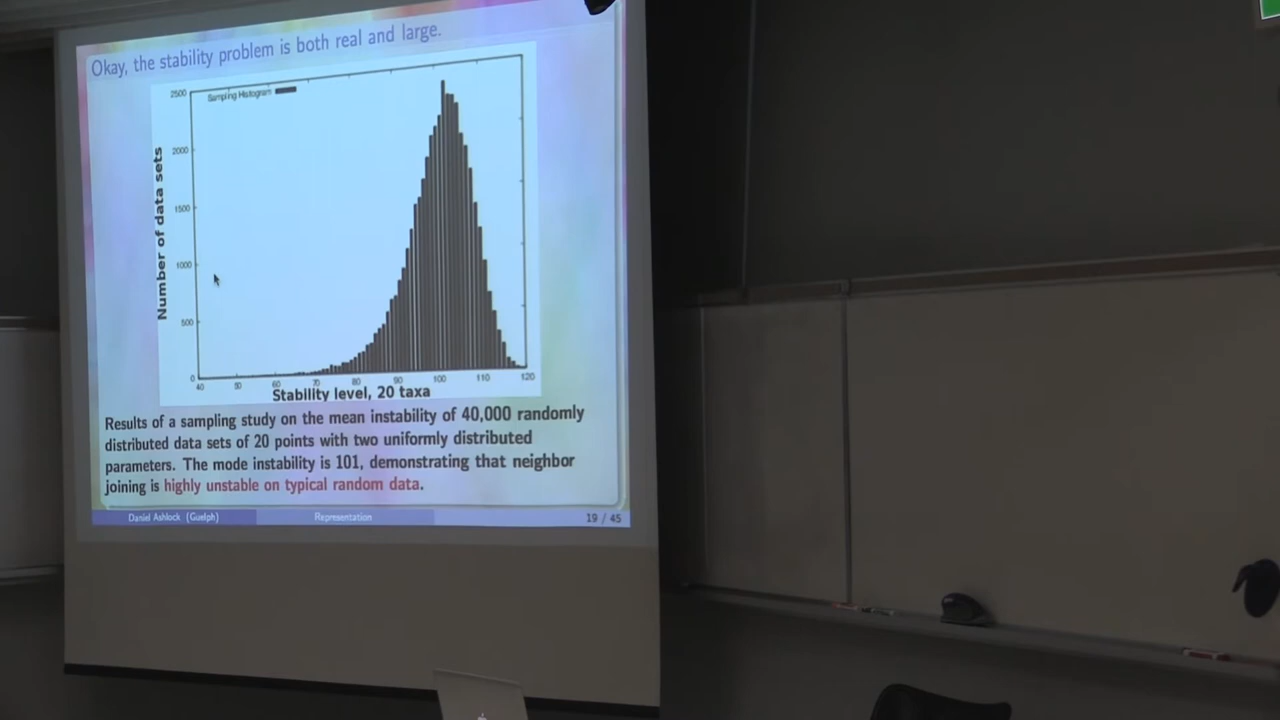 Okay, the stability problem is both real and large.
Sampling Histogram
2500
2000
1500
1000
500
0
Number of data sets
40 50 60 70 80 90 100 110 120
Stability level, 20 taxa
Results of a sampling study on the mean instability of 40,000 randomly
distributed data sets of 20 points with two uniformly distributed
parameters. The mode instability is 101, demonstrating that neighbor
joining is highly unstable on typical random data.
Daniel Ashlock (Guelph) Representation 19 / 45